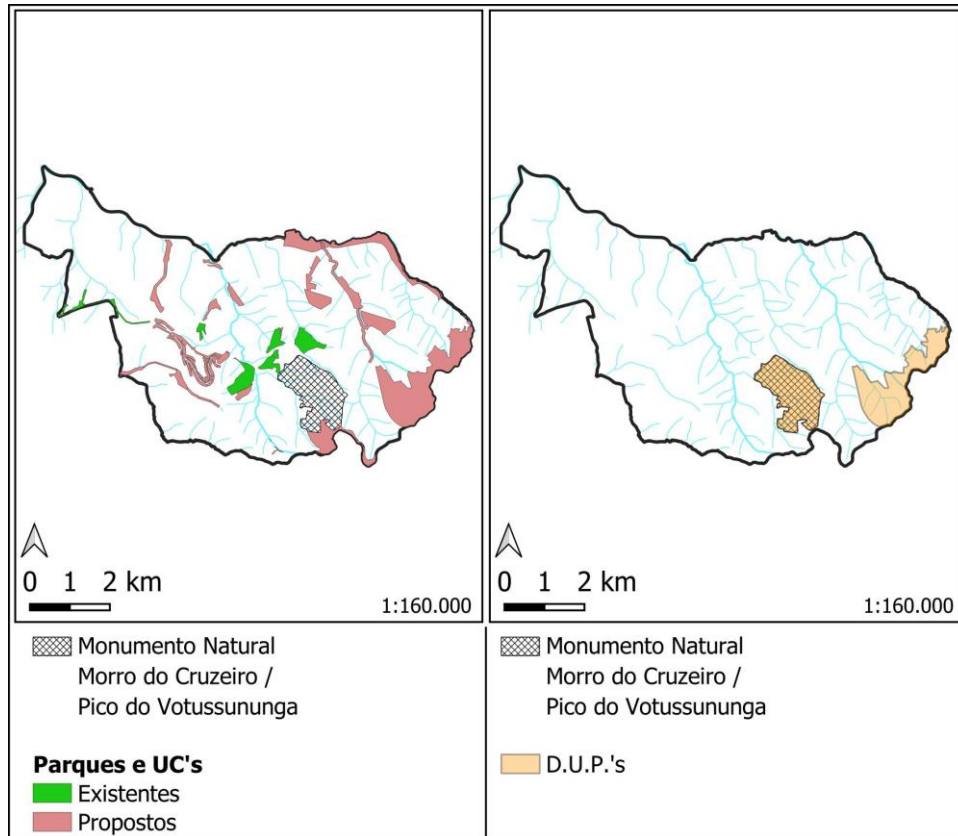 0 1 2 km
1:160.000
Monumento Natural
Morro do Cruzeiro /
Pico do Votussununga
Parques e UC's
Existentes
Propostos
0 1 2 km
1:160.000
Monumento Natural
Morro do Cruzeiro /
Pico do Votussununga
D.U.P.'s